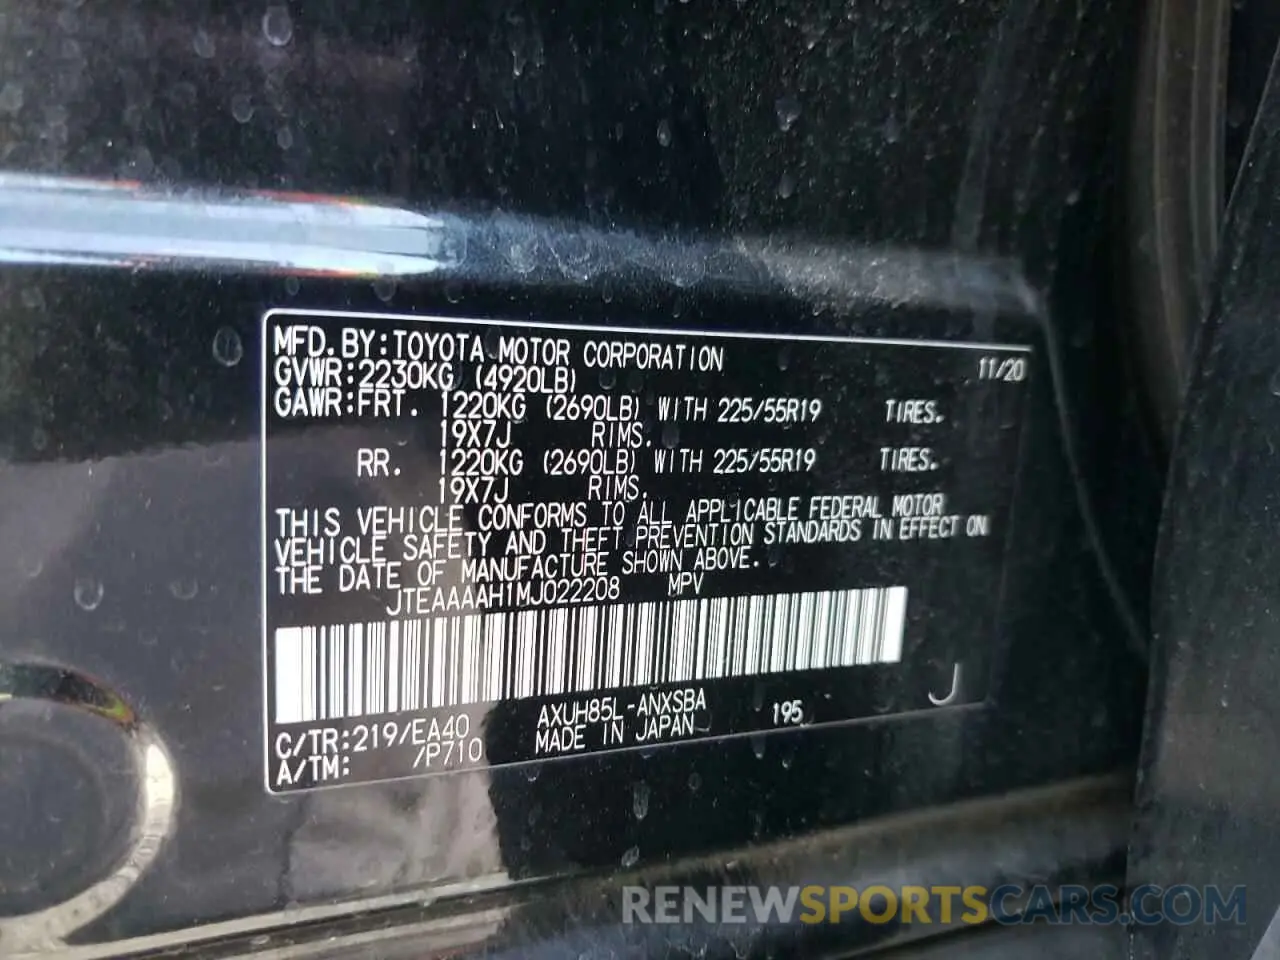 MFD.BY:TOYOTA MOTOR CORPORATION 11/20
GVWR:2230KG (4920LB)
GAWR:FRT. 1220KG (2690LB) WITH 225/55R19 TIRES.
19X7J RIMS.
RR. 1220KG (2690LB) WITH 225/55R19 TIRES.
19X7J RIMS.
THIS VEHICLE CONFORMS TO ALL APPLICABLE FEDERAL MOTOR
VEHICLE SAFETY AND THEFT PREVENTION STANDARDS IN EFFECT ON
THE DATE OF MANUFACTURE SHOWN ABOVE.
JTEAAAAH1MJ022208 MPV
C/TR:219/EA40 AXUH85L-ANXSBA 195 J
A/TM: /P710 MADE IN JAPAN
RENEWSPORTSCARS.COM